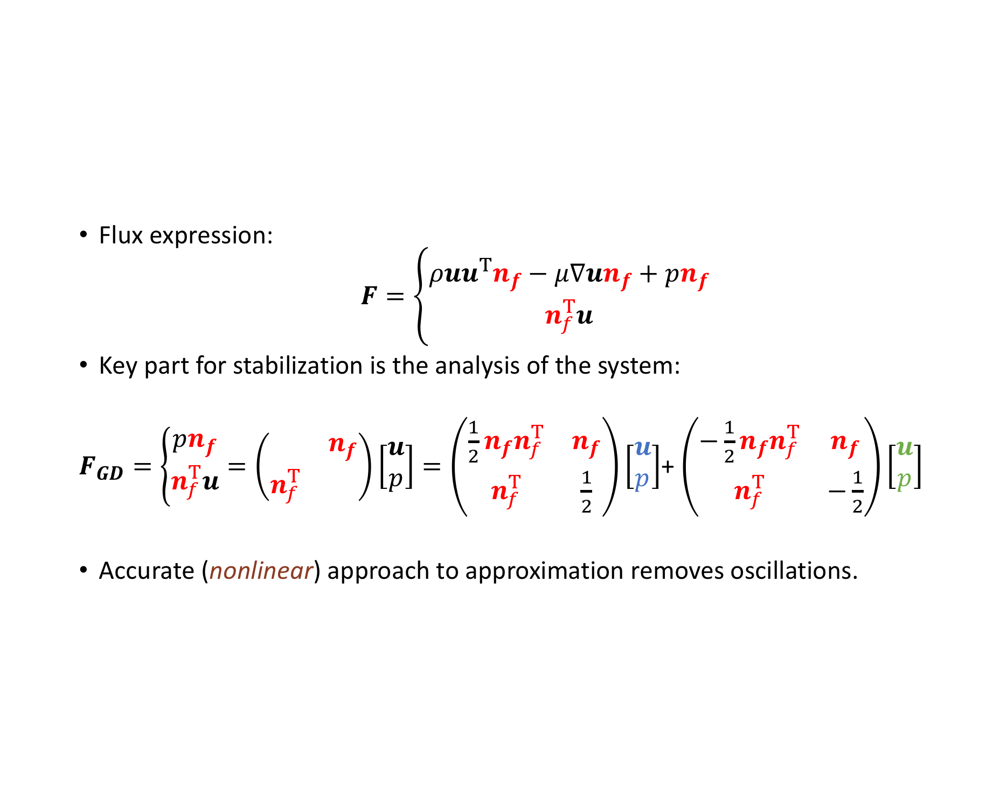 • Flux expression:
$\boldsymbol{F} = \begin{cases} \rho \boldsymbol{u}\boldsymbol{u}^{\mathrm{T}} \boldsymbol{n_f} - \mu \nabla \boldsymbol{u} \boldsymbol{n_f} + p \boldsymbol{n_f} \\ \boldsymbol{n}_f^{\mathrm{T}} \boldsymbol{u} \end{cases}$
• Key part for stabilization is the analysis of the system:
$\boldsymbol{F_{GD}} = \begin{cases} p \boldsymbol{n_f} \\ \boldsymbol{n}_f^{\mathrm{T}} \boldsymbol{u} \end{cases} = \begin{pmatrix} & \boldsymbol{n_f} \\ \boldsymbol{n}_f^{\mathrm{T}} & \end{pmatrix} \begin{bmatrix} \boldsymbol{u} \\ p \end{bmatrix} = \begin{pmatrix} \frac{1}{2} \boldsymbol{n_f} \boldsymbol{n}_f^{\mathrm{T}} & \boldsymbol{n_f} \\ \boldsymbol{n}_f^{\mathrm{T}} & \frac{1}{2} \end{pmatrix} \begin{bmatrix} \boldsymbol{u} \\ p \end{bmatrix} + \begin{pmatrix} -\frac{1}{2} \boldsymbol{n_f} \boldsymbol{n}_f^{\mathrm{T}} & \boldsymbol{n_f} \\ \boldsymbol{n}_f^{\mathrm{T}} & -\frac{1}{2} \end{pmatrix} \begin{bmatrix} \boldsymbol{u} \\ p \end{bmatrix}$
• Accurate (nonlinear) approach to approximation removes oscillations.